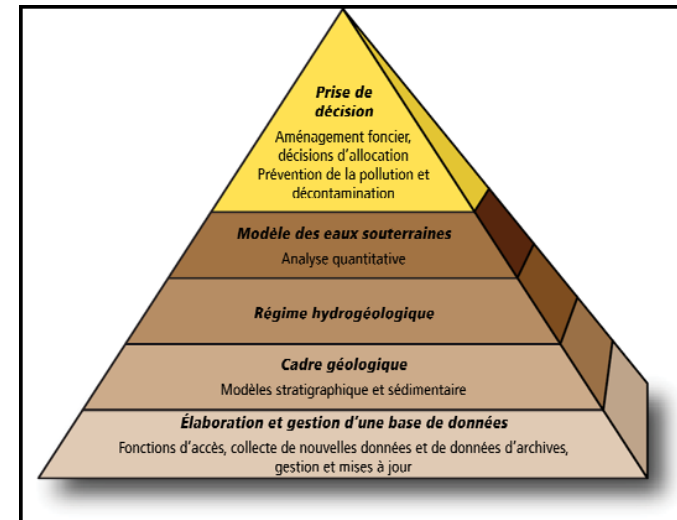 Prise de
décision
Aménagement foncier,
décisions d'allocation
Prévention de la pollution et
décontamination
Modèle des eaux souterraines
Analyse quantitative
Régime hydrogéologique
Cadre géologique
Modèles stratigraphique et sédimentaire
Élaboration et gestion d'une base de données
Fonctions d'accès, collecte de nouvelles données et de données d'archives,
gestion et mises à jour